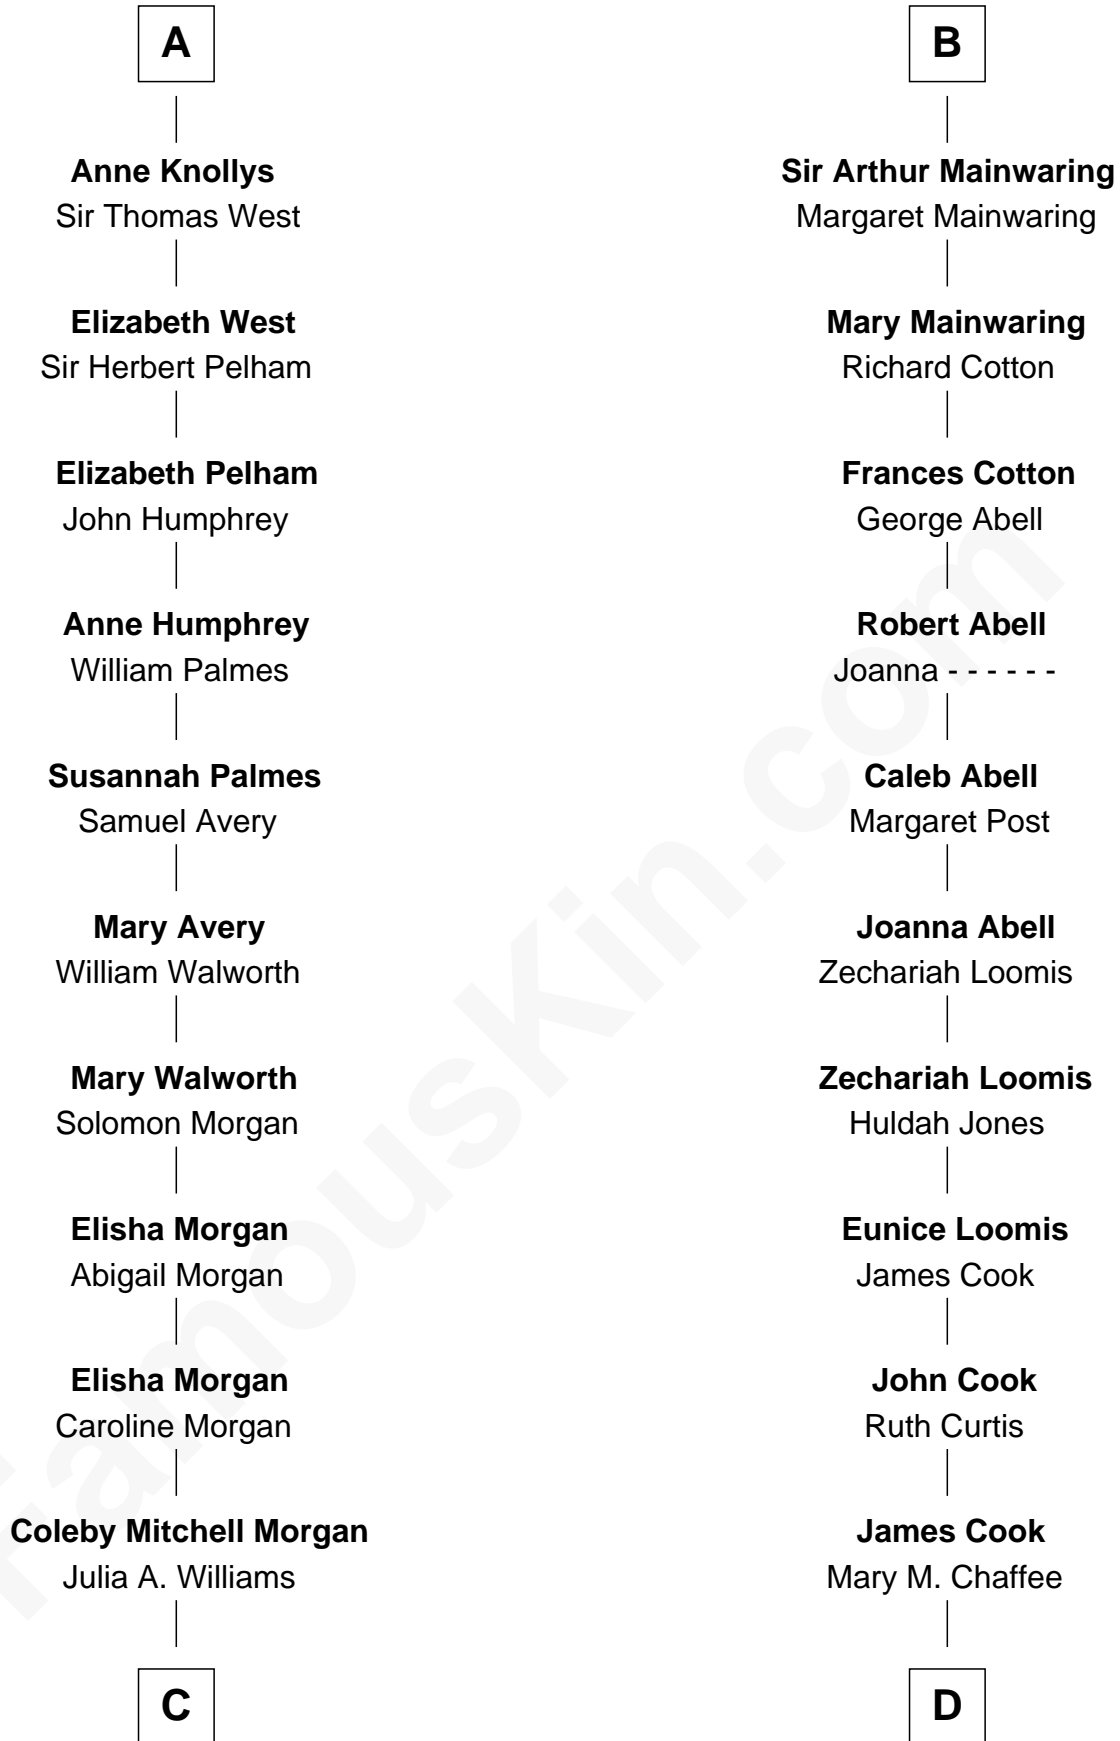 A
Anne Knollys
Sir Thomas West
Elizabeth West
Sir Herbert Pelham
Elizabeth Pelham
John Humphrey
Anne Humphrey
William Palmes
Susannah Palmes
Samuel Avery
Mary Avery
William Walworth
Mary Walworth
Solomon Morgan
Elisha Morgan
Abigail Morgan
Elisha Morgan
Caroline Morgan
Coleby Mitchell Morgan
Julia A. Williams
C
B
Sir Arthur Mainwaring
Margaret Mainwaring
Mary Mainwaring
Richard Cotton
Frances Cotton
George Abell
Robert Abell
Joanna - - - - - -
Caleb Abell
Margaret Post
Joanna Abell
Zechariah Loomis
Zechariah Loomis
Huldah Jones
Eunice Loomis
James Cook
John Cook
Ruth Curtis
James Cook
Mary M. Chaffee
D
FamousKin.com